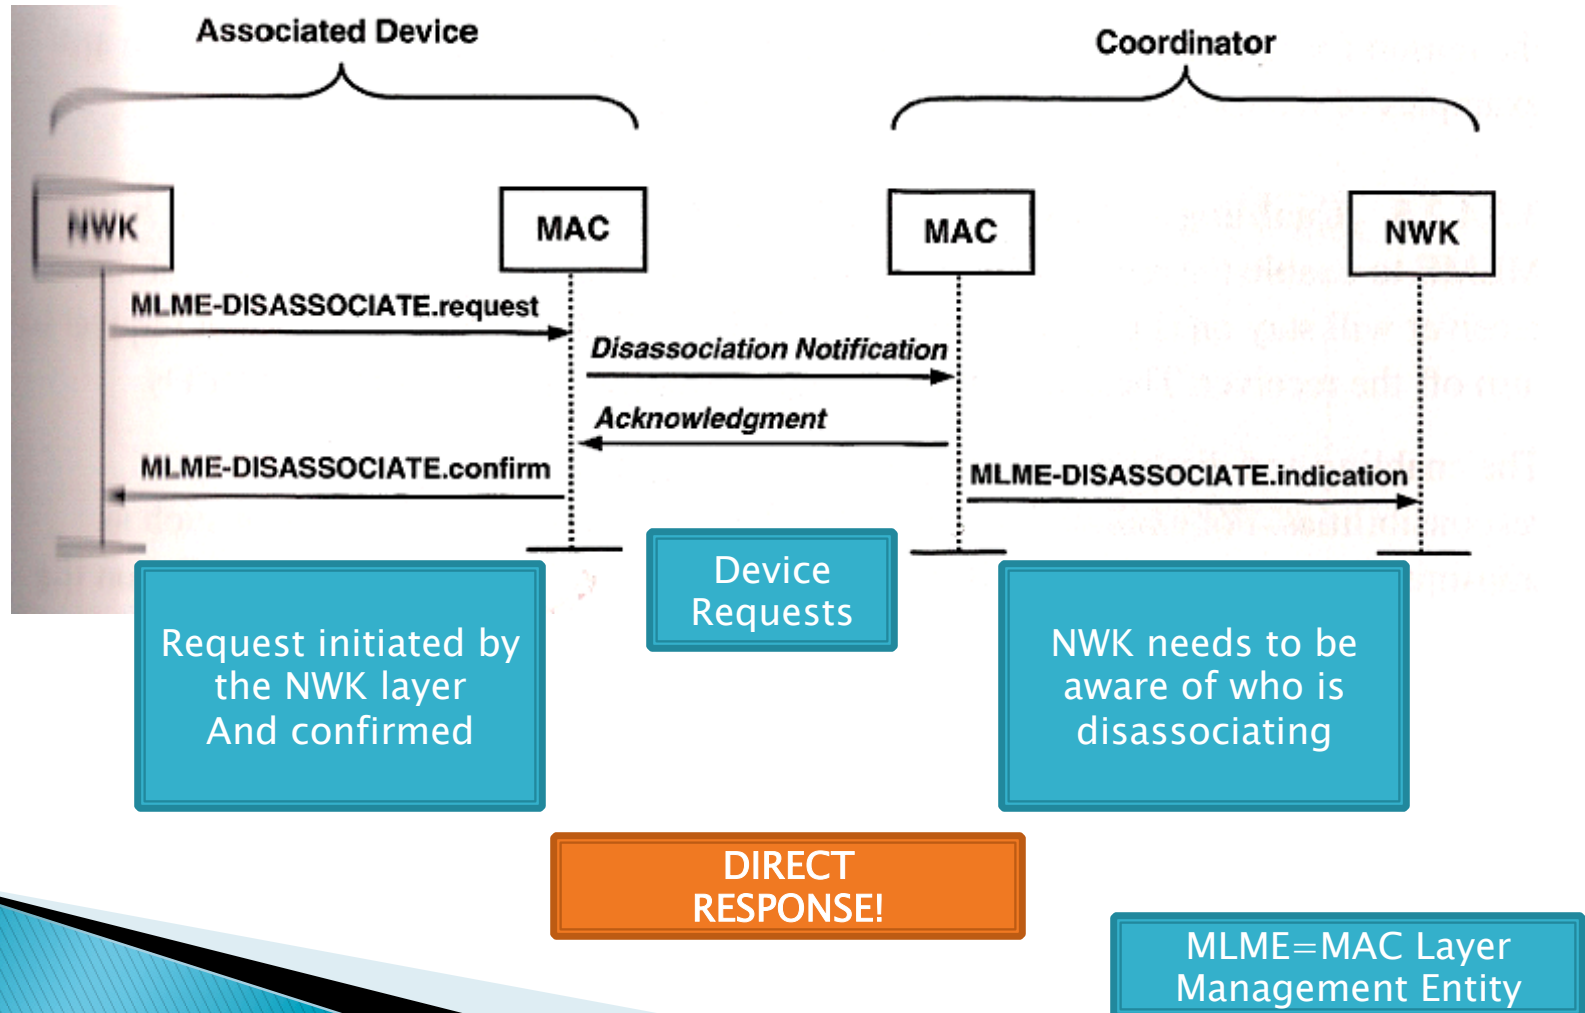 Associated Device
Coordinator
NWK
MAC
MAC
NWK
MLME-DISASSOCIATE.request
Disassociation Notification
Acknowledgment
MLME-DISASSOCIATE.confirm
MLME-DISASSOCIATE.indication
Device
Requests
Request initiated by
the NWK layer
And confirmed
NWK needs to be
aware of who is
disassociating
DIRECT
RESPONSE!
MLME=MAC Layer
Management Entity